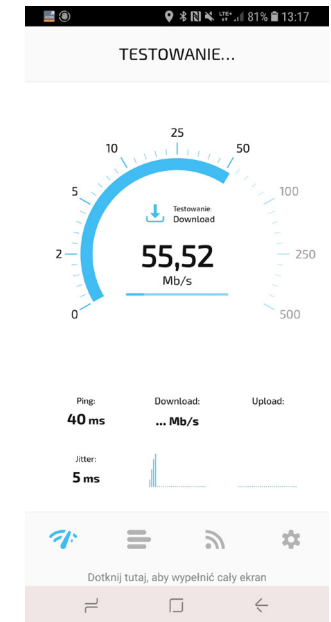 LTE+ 81% 13:17
TESTOWANIE...
25
10
50
5
100
Testowanie:
Download
2
250
55,52
Mb/s
0
500
Ping:
Download:
Upload:
40 ms
... Mb/s
Jitter:
5 ms
Dotknij tutaj, aby wypełnić cały ekran